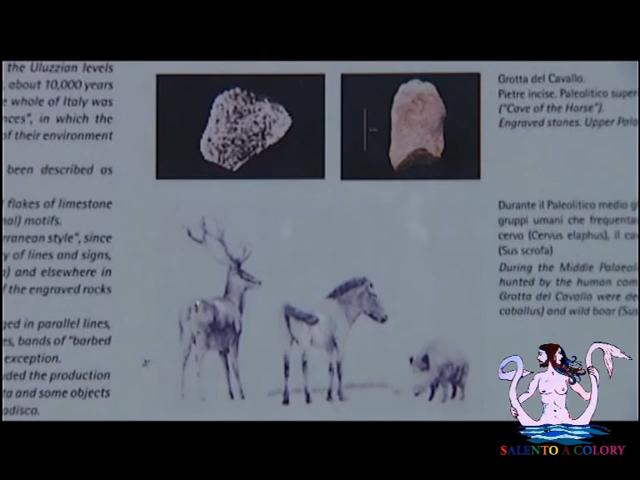 the Uluzzian levels
, about 10,000 years
e whole of Italy was
nces", in which the
of their environment
been described as
flakes of limestone
nal) motifs.
rranean style", since
y of lines and signs,
) and elsewhere in
f the engraved rocks
ged in parallel lines,
es, bands of "barbed
exception.
uded the production
ta and some objects
adisco.
Grotta del Cavallo.
Pietre incise. Paleolitico super
("Cave of the Horse").
Engraved stones. Upper Pala
Durante il Paleolitico medio g
gruppi umani che frequenta
cervo (Cervus elaphus), il ca
(Sus scrofa)
During the Middle Palaeol
hunted by the human com
Grotta del Cavallo were de
caballus) and wild boar (Sus
SALENTO A COLORY